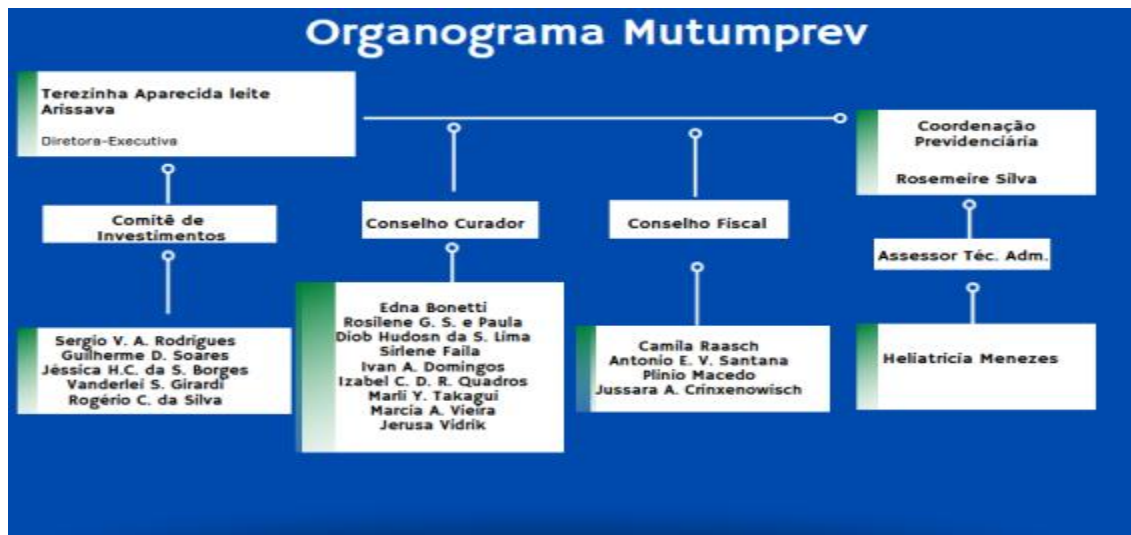 Organograma Mutumprev
Terezinha Aparecida leite
Arissava
Diretora-Executiva
Coordenação
Previdenciária
Rosemeire Silva
Comitê de
Investimentos
Conselho Curador
Conselho Fiscal
Assessor Téc. Adm.
Sergio V. A. Rodrigues
Guilherme D. Soares
Jéssica H.C. da S. Borges
Vanderlei S. Girardi
Rogério C. da Silva
Edna Bonetti
Rosilene G. S. e Paula
Diob Hudosn da S. Lima
Sirlene Faila
Ivan A. Domingos
Izabel C. D. R. Quadros
Marli Y. Takagui
Marcia A. Vieira
Jerusa Vidrik
Camila Raasch
Antonio E. V. Santana
Plinio Macedo
Jussara A. Crinxenowisch
Heliatricia Menezes